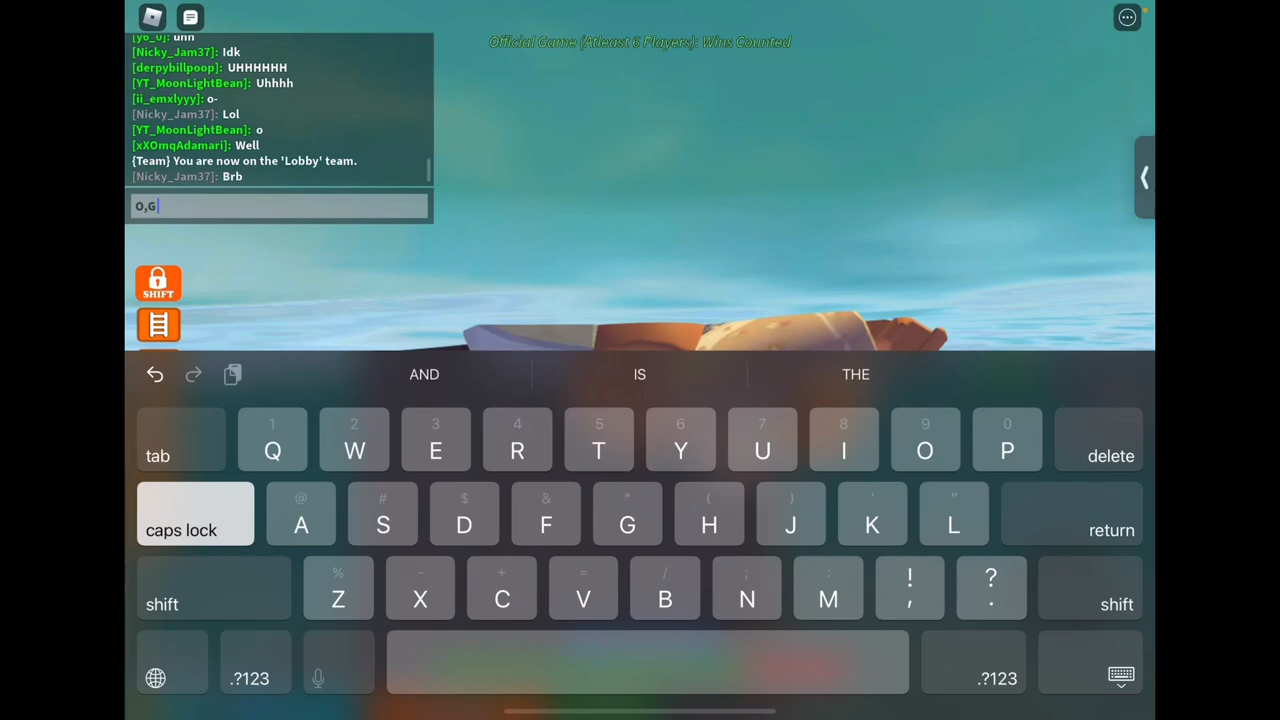 [y6_0]: uhh
[Nicky_Jam37]: Idk
[derpybillpoop]: UHHHHHH
[YT_MoonLightBean]: Uhhhh
[ii_emxlyyy]: o-
[Nicky_Jam37]: Lol
[YT_MoonLightBean]: o
[xXOmqAdamari]: Well
{Team} You are now on the 'Lobby' team.
[Nicky_Jam37]: Brb
O,G
Official Game (Atleast 6 Players): Wins Counted
SHIFT
AND IS THE
1 2 3 4 5 6 7 8 9 0
tab Q W E R T Y U I O P delete
@ # $ & * ( ) ' "
caps lock A S D F G H J K L return
% - + = / ; : ! ?
shift Z X C V B N M , . shift
.?123 .?123